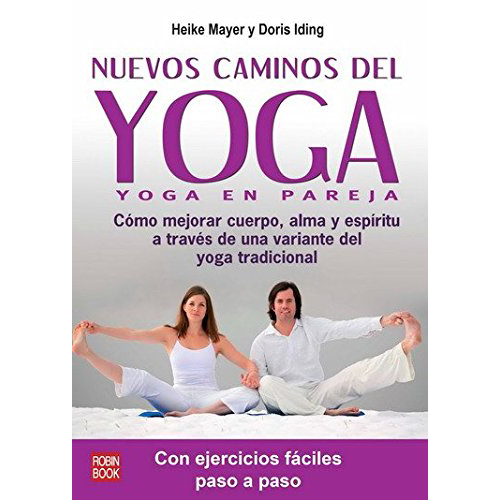 Heike Mayer y Doris Iding
NUEVOS CAMINOS DEL
YOGA
YOGA EN PAREJA
Cómo mejorar cuerpo, alma y espíritu
a través de una variante del
yoga tradicional
ROBIN
BOOK
Con ejercicios fáciles
paso a paso